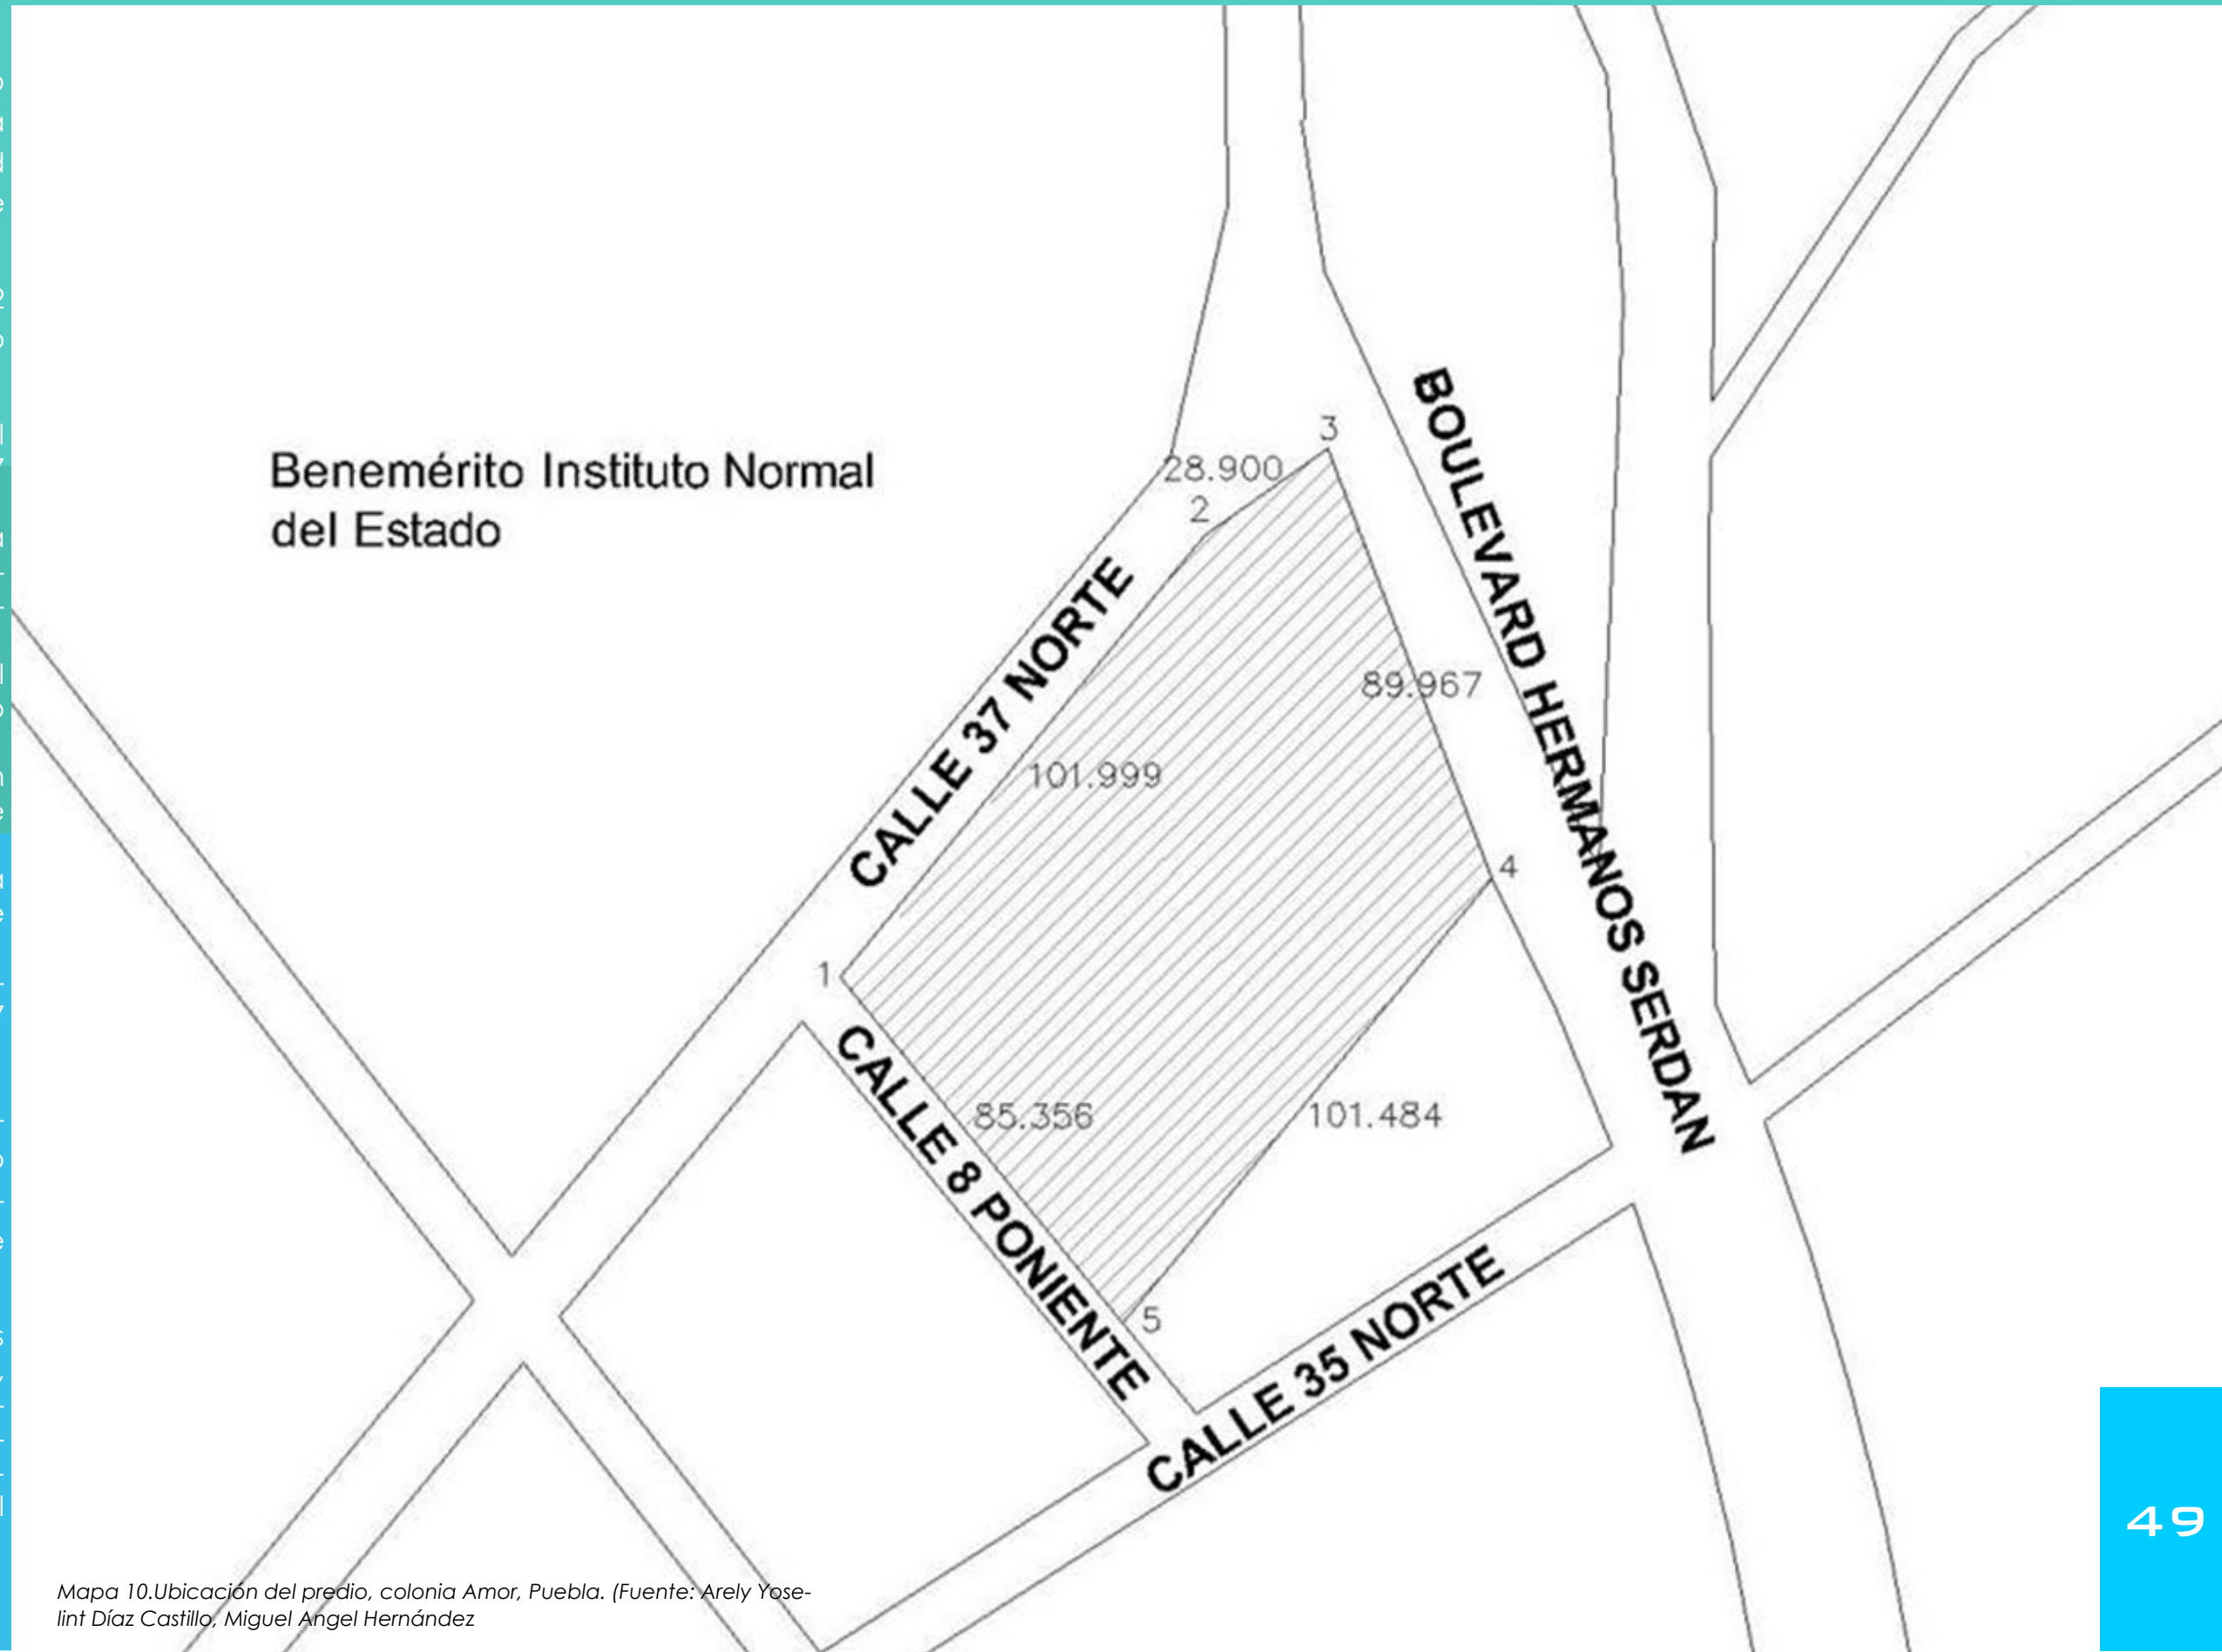 BOULEVARD HERMANOS SERDAN
3
28.900
2
Benemérito Instituto Normal
del Estado
CALLE 37 NORTE
89.967
101.999
4
1
CALLE 8 PONIENTE
85.356
101.484
5
CALLE 35 NORTE
49
Mapa 10.Ubicación del predio, colonia Amor, Puebla. (Fuente: Arely Yose-
lint Díaz Castillo, Miguel Angel Hernández